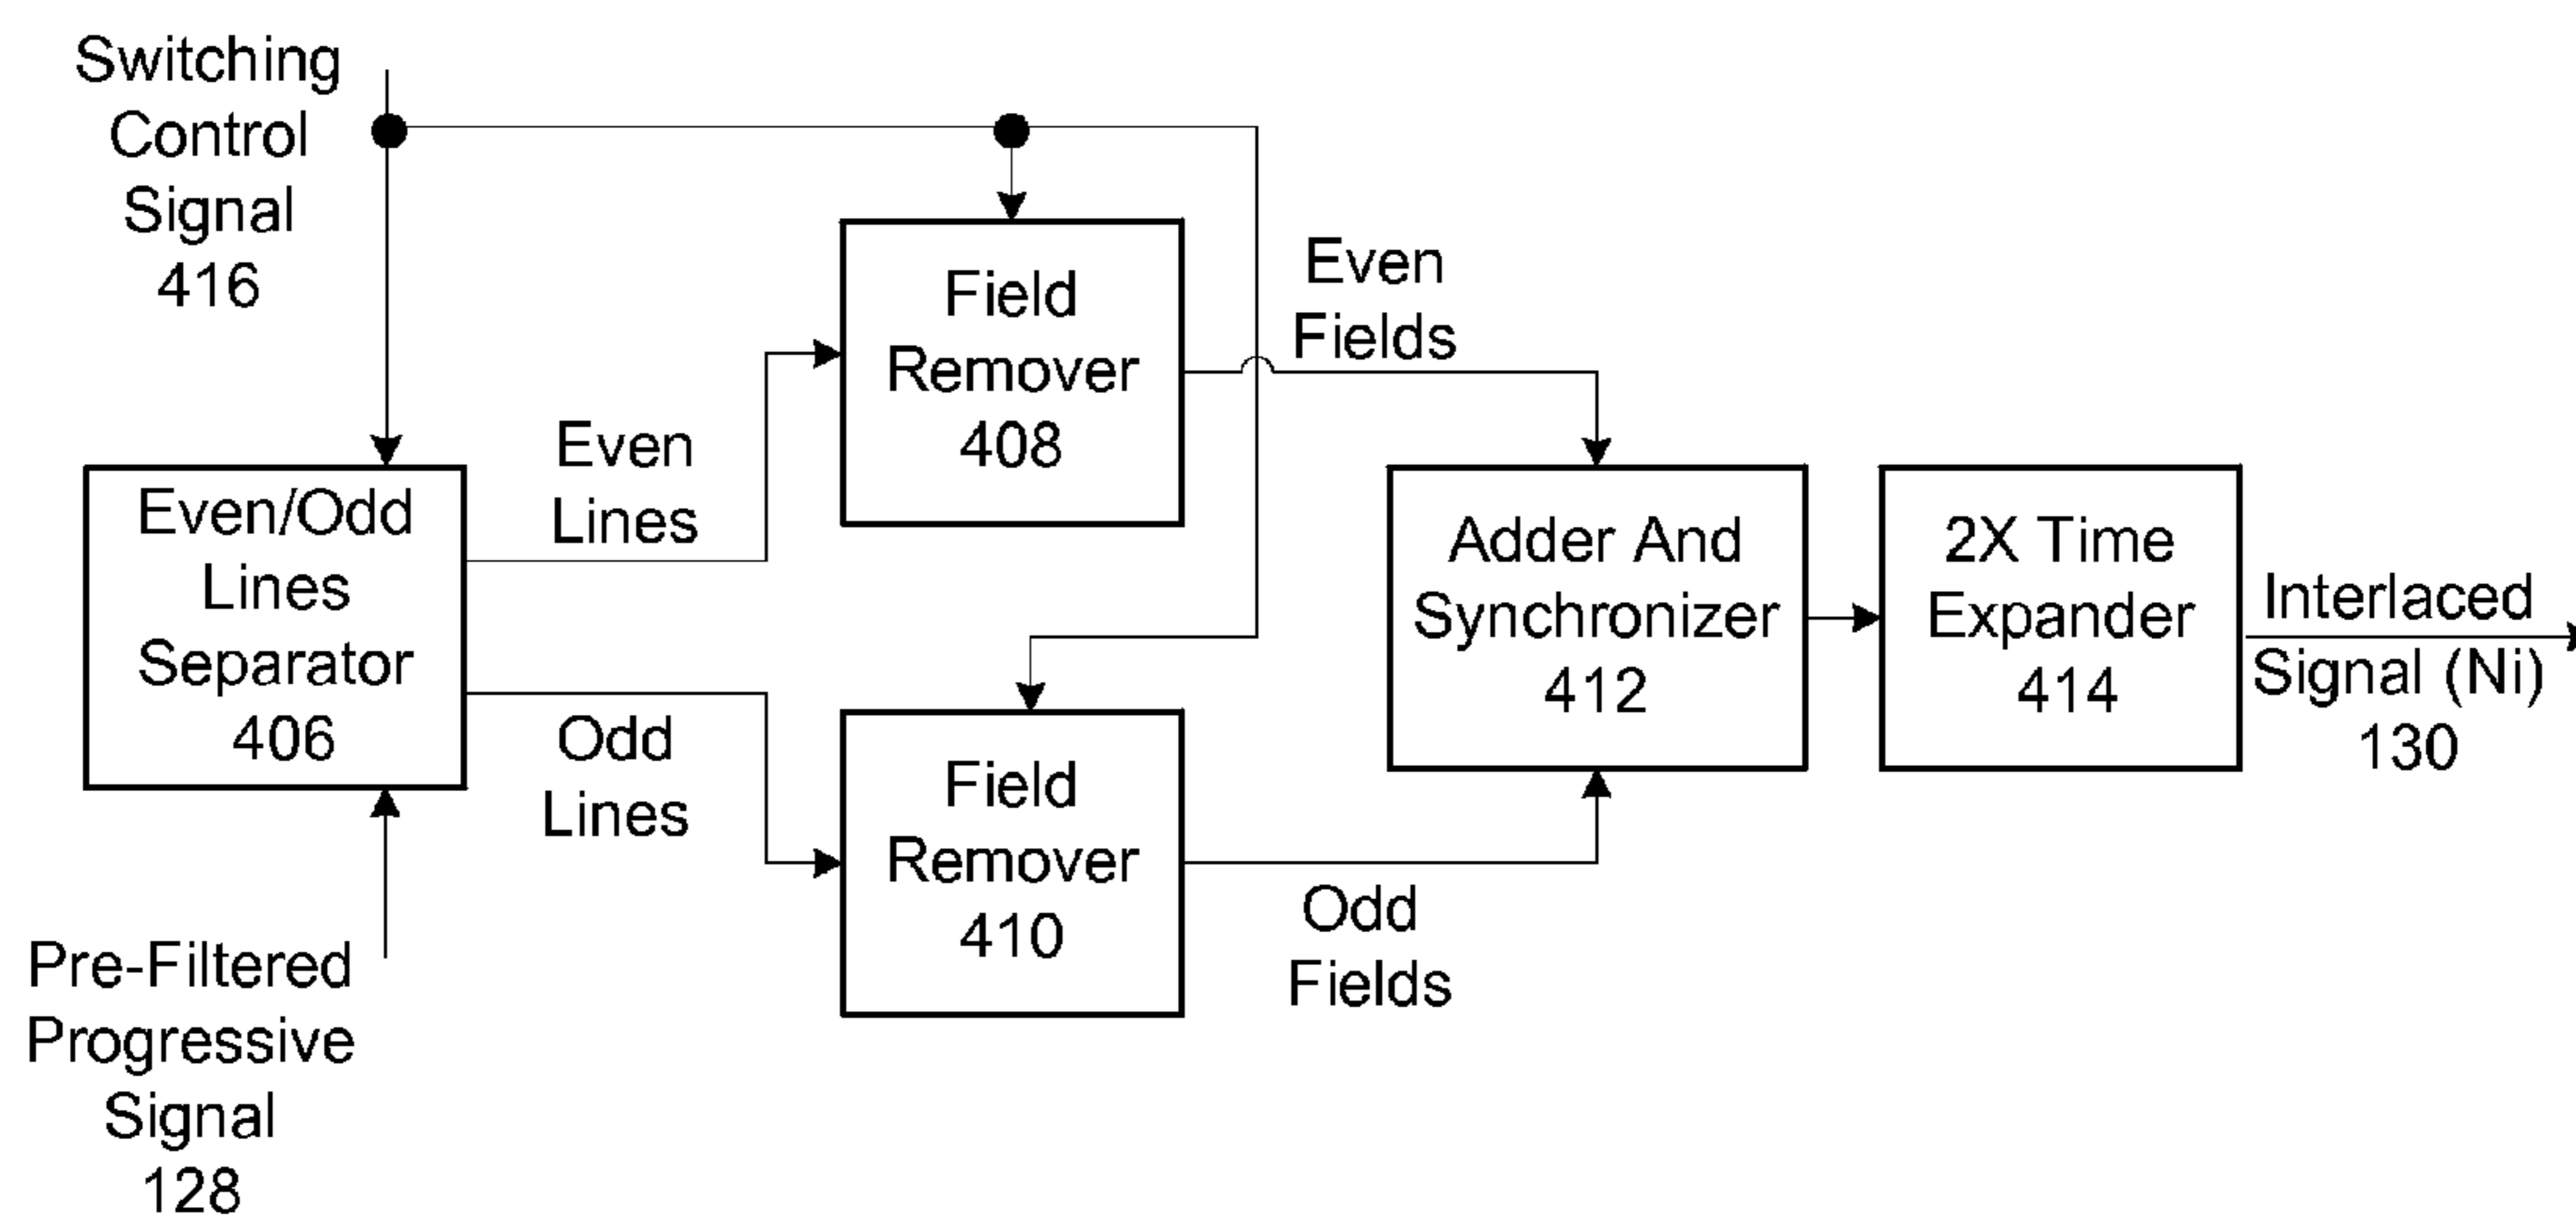 Switching
Control
Signal
416
Even/Odd
Lines
Separator
406
Pre-Filtered
Progressive
Signal
128
Even
Lines
Odd
Lines
Field
Remover
408
Field
Remover
410
Even
Fields
Odd
Fields
Adder And
Synchronizer
412
2X Time
Expander
414
Interlaced
Signal (Ni)
130